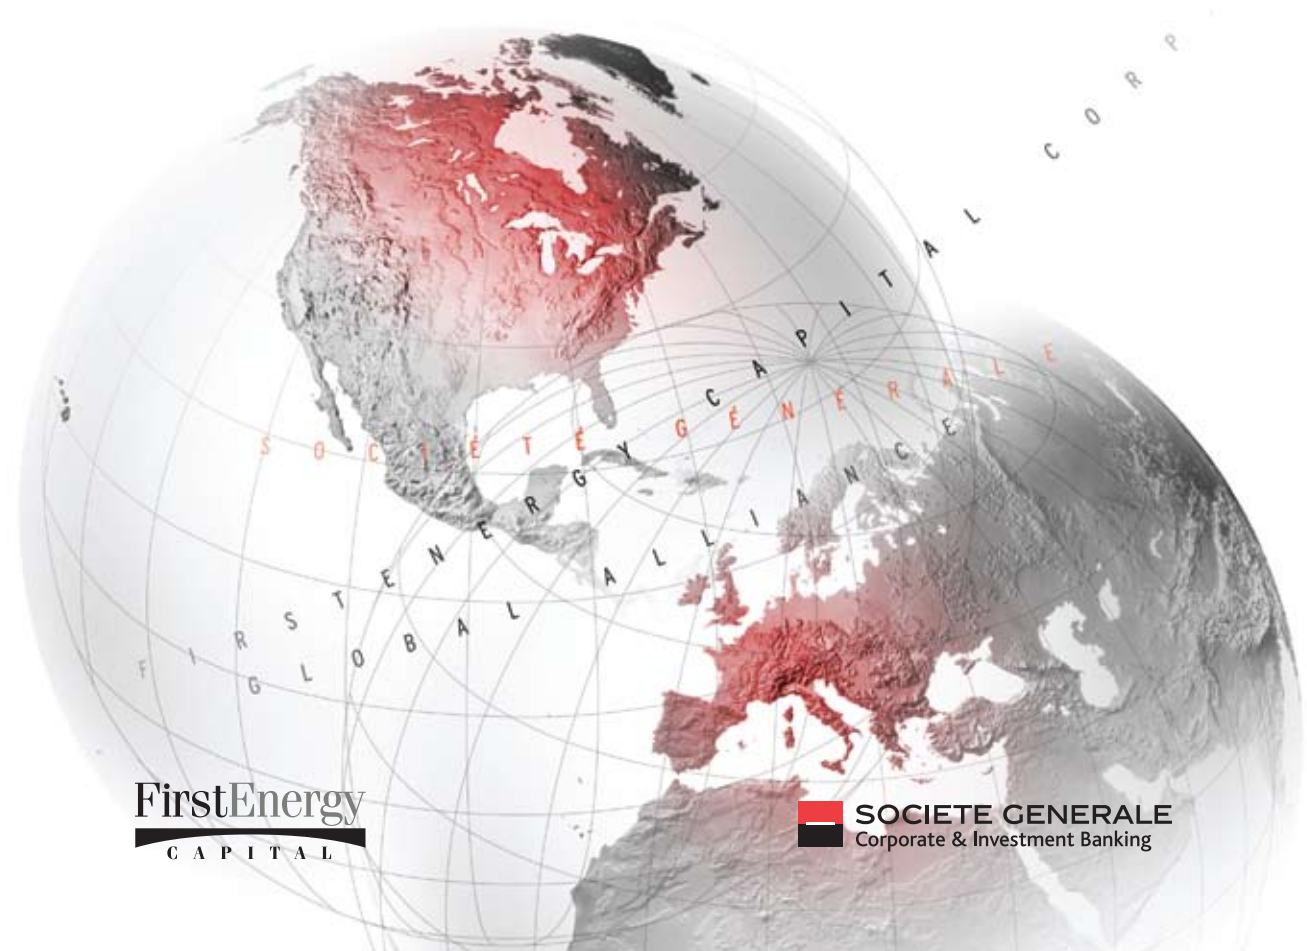 FIRSTENERGY CAPITAL CORP
SOCIÉTÉ GÉNÉRALE
GLOBAL ALLIANCE
FirstEnergy
CAPITAL
SOCIETE GENERALE
Corporate & Investment Banking